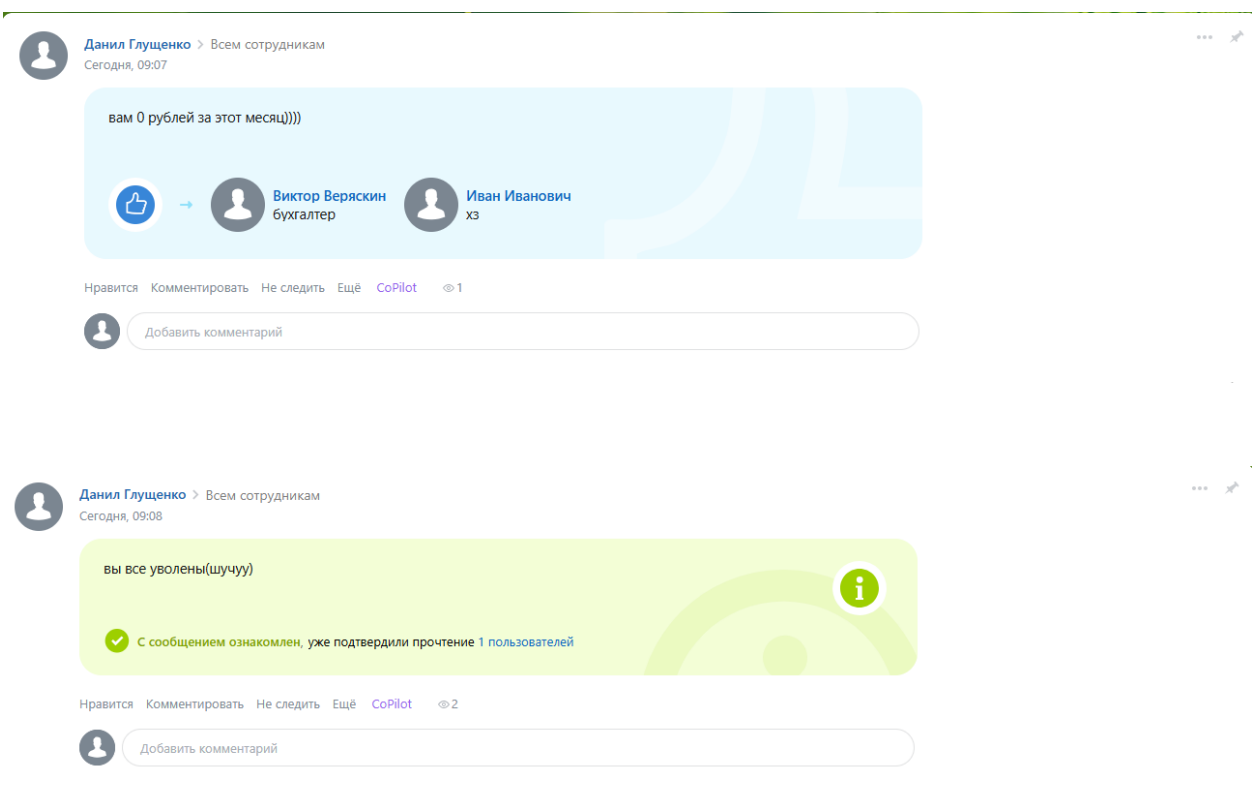 Данил Глущенко > Всем сотрудникам
Сегодня, 09:07
вам 0 рублей за этот месяц))))
→ Виктор Веряскин Иван Иванович
бухгалтер хз
Нравится Комментировать Не следить Ещё CoPilot 1
Добавить комментарий
Данил Глущенко > Всем сотрудникам
Сегодня, 09:08
вы все уволены(шучуу)
i
С сообщением ознакомлен, уже подтвердили прочтение 1 пользователей
Нравится Комментировать Не следить Ещё CoPilot 2
Добавить комментарий